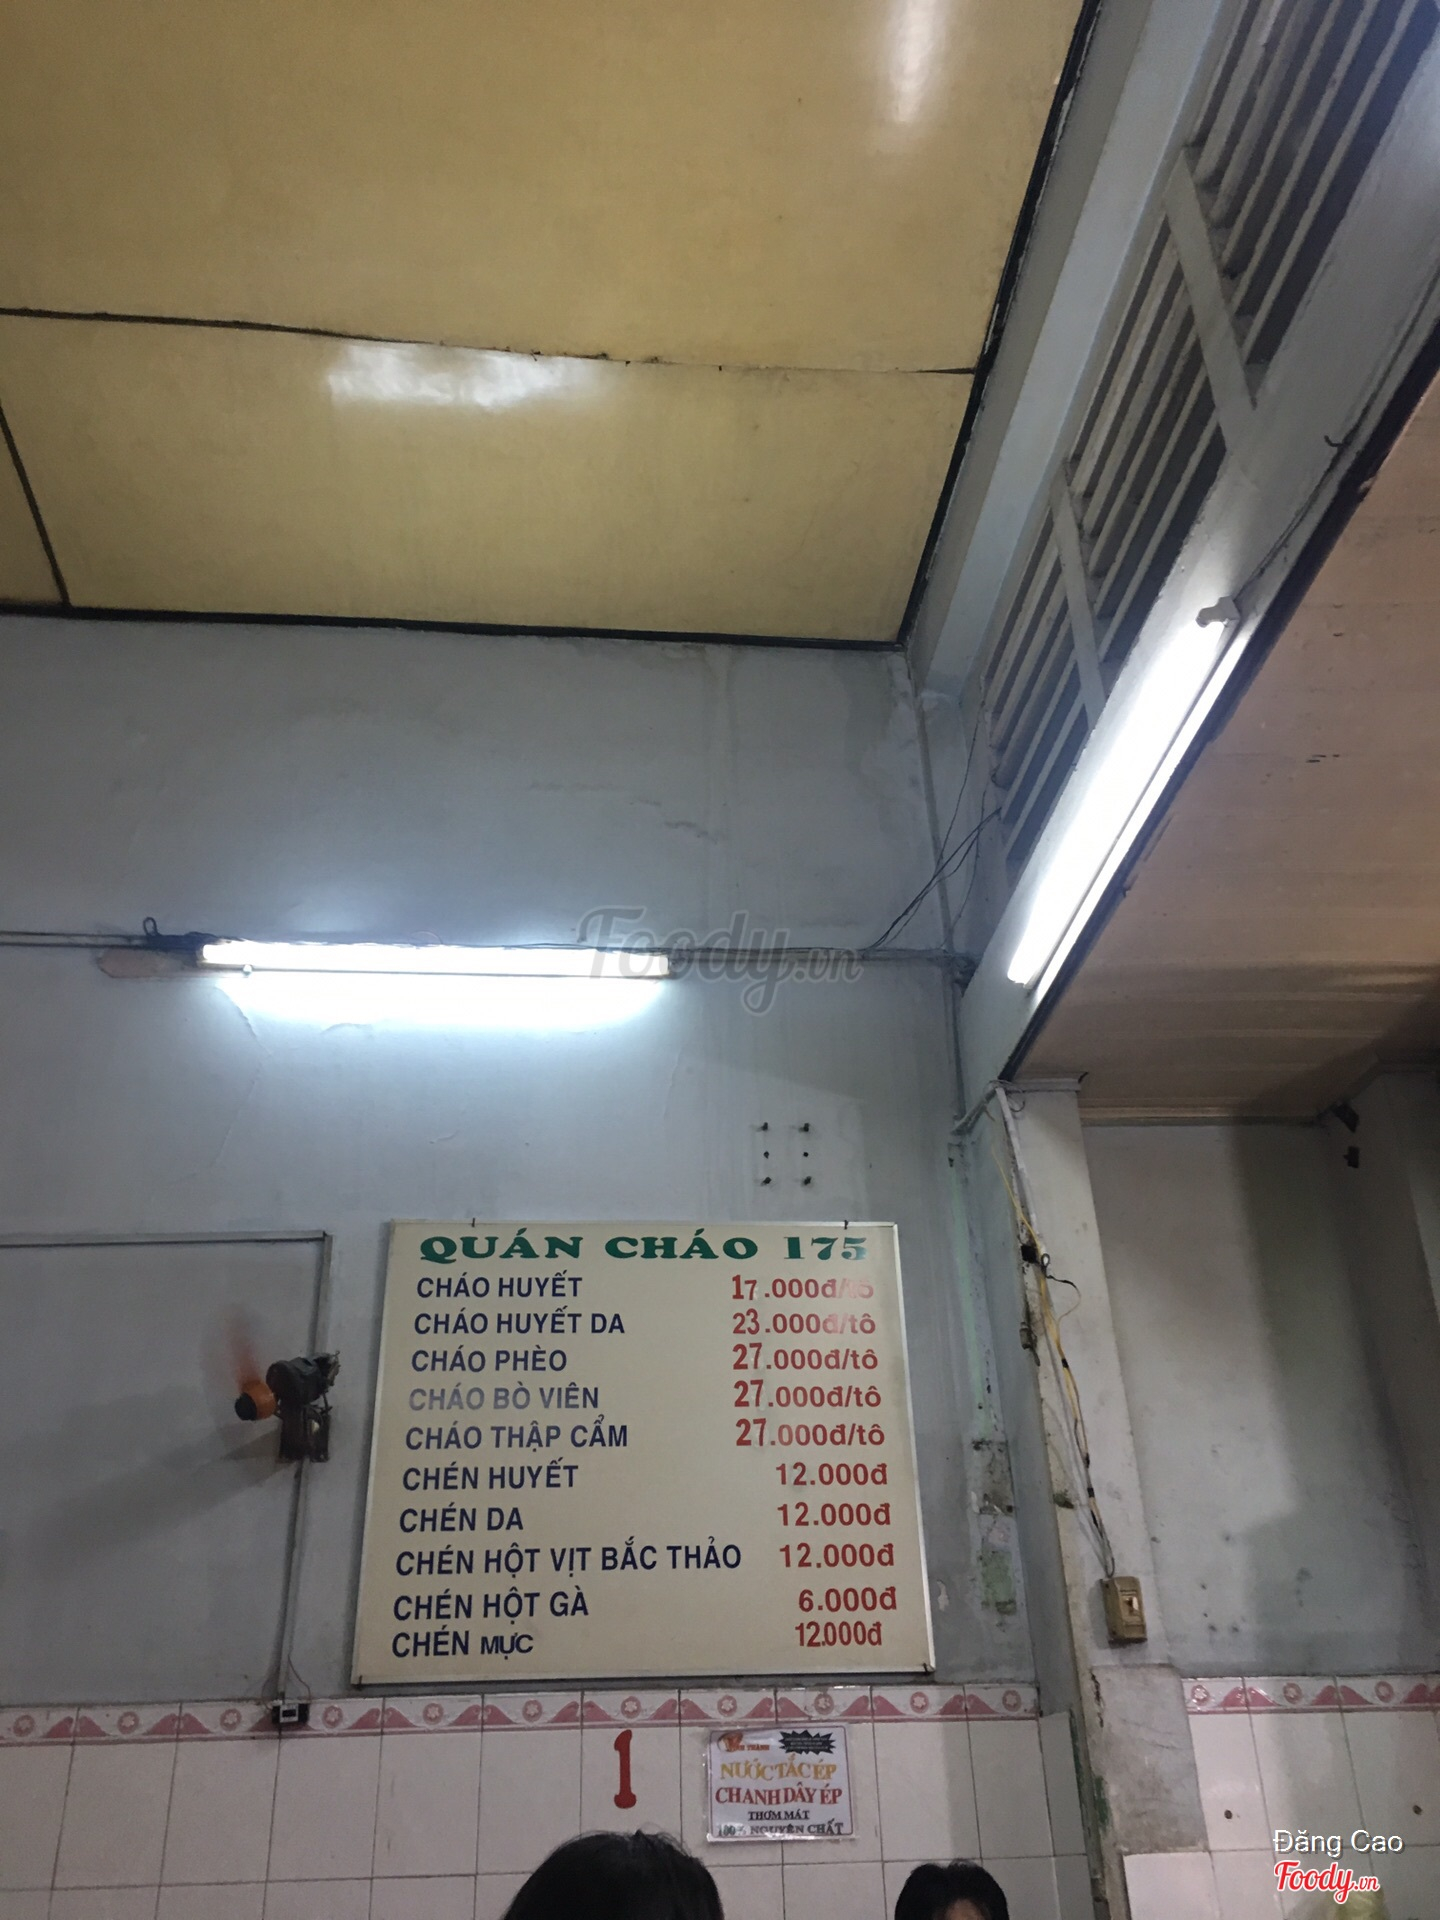 Foody.vn
QUÁN CHÁO 175
CHÁO HUYẾT 17.000đ/tô
CHÁO HUYẾT DA 23.000đ/tô
CHÁO PHÈO 27.000đ/tô
CHÁO BÒ VIÊN 27.000đ/tô
CHÁO THẬP CẨM 27.000đ/tô
CHÉN HUYẾT 12.000đ
CHÉN DA 12.000đ
CHÉN HỘT VỊT BẮC THẢO 12.000đ
CHÉN HỘT GÀ 6.000đ
CHÉN MỰC 12.000đ
1
NƯỚC TẮC ÉP
CHANH DÂY ÉP
THƠM MÁT
100% NGUYÊN CHẤT
Đăng Cao
Foody.vn